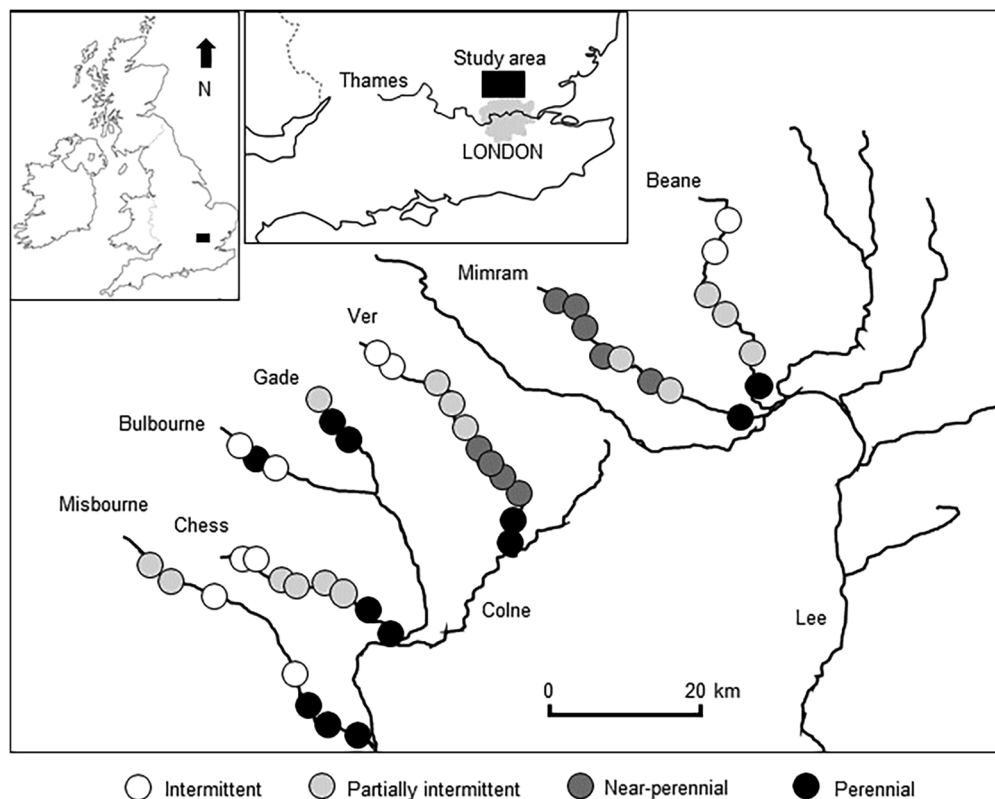 N
Study area
Thames
LONDON
Beane
Mimram
Ver
Gade
Bulbourne
Misbourne
Chess
Colne
Lee
0 20 km
Intermittent Partially intermittent Near-perennial Perennial